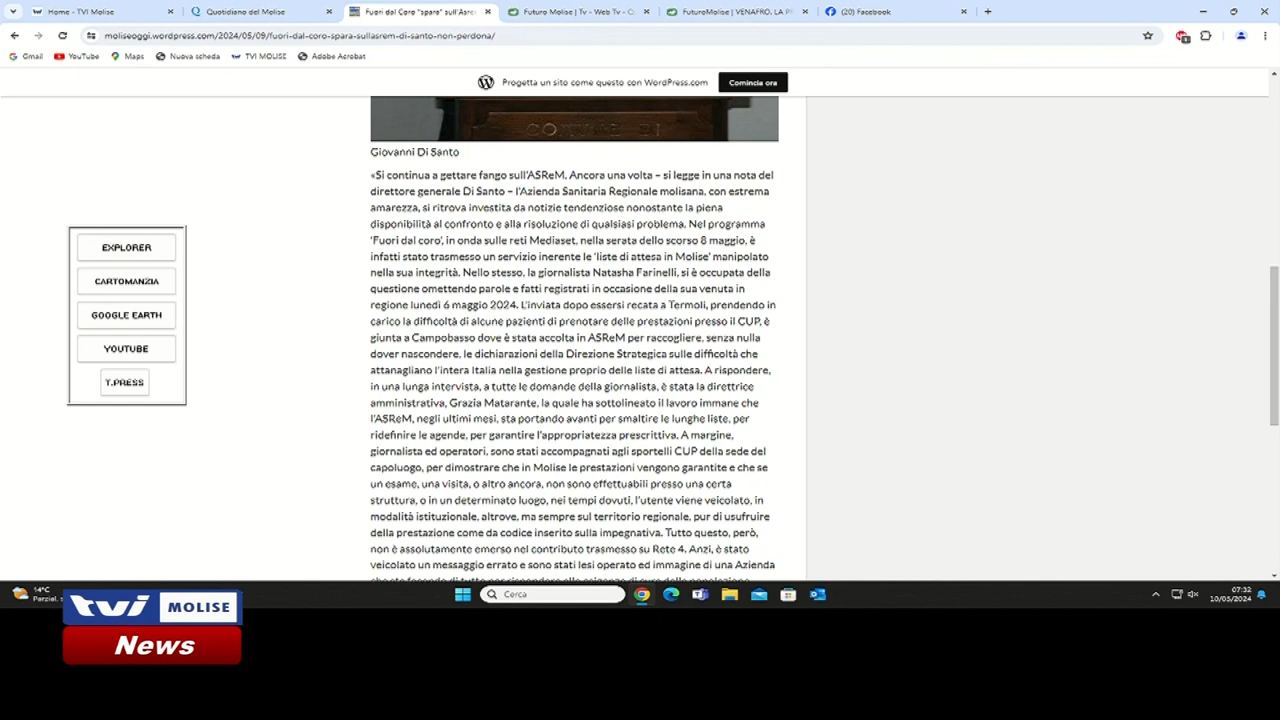 Home - TVI Molise
Quotidiano del Molise
Fuori dal Coro "spara" sull'Asre
Futuro Molise | Tv - Web Tv - C
FuturoMolise | VENAFRO, LA P
(20) Facebook
moliseoggi.wordpress.com/2024/05/09/fuori-dal-coro-spara-sullasrem-di-santo-non-perdona/
Gmail
YouTube
Maps
Nuova scheda
TVI MOLISE
Adobe Acrobat
Progetta un sito come questo con WordPress.com
Comincia ora
COMUNE DI
Giovanni Di Santo
«Si continua a gettare fango sull'ASReM. Ancora una volta – si legge in una nota del
direttore generale Di Santo – l'Azienda Sanitaria Regionale molisana, con estrema
amarezza, si ritrova investita da notizie tendenziose nonostante la piena
disponibilità al confronto e alla risoluzione di qualsiasi problema. Nel programma
'Fuori dal coro', in onda sulle reti Mediaset, nella serata dello scorso 8 maggio, è
infatti stato trasmesso un servizio inerente le 'liste di attesa in Molise' manipolato
nella sua integrità. Nello stesso, la giornalista Natasha Farinelli, si è occupata della
questione omettendo parole e fatti registrati in occasione della sua venuta in
regione lunedì 6 maggio 2024. L'inviata dopo essersi recata a Termoli, prendendo in
carico la difficoltà di alcune pazienti di prenotare delle prestazioni presso il CUP, è
giunta a Campobasso dove è stata accolta in ASReM per raccogliere, senza nulla
dover nascondere, le dichiarazioni della Direzione Strategica sulle difficoltà che
attanagliano l'intera Italia nella gestione proprio delle liste di attesa. A rispondere,
in una lunga intervista, a tutte le domande della giornalista, è stata la direttrice
amministrativa, Grazia Matarante, la quale ha sottolineato il lavoro immane che
l'ASReM, negli ultimi mesi, sta portando avanti per smaltire le lunghe liste, per
ridefinire le agende, per garantire l'appropriatezza prescrittiva. A margine,
giornalista ed operatori, sono stati accompagnati agli sportelli CUP della sede del
capoluogo, per dimostrare che in Molise le prestazioni vengono garantite e che se
un esame, una visita, o altro ancora, non sono effettuabili presso una certa
struttura, o in un determinato luogo, nei tempi dovuti, l'utente viene veicolato, in
modalità istituzionale, altrove, ma sempre sul territorio regionale, pur di usufruire
della prestazione come da codice inserito sulla impegnativa. Tutto questo, però,
non è assolutamente emerso nel contributo trasmesso su Rete 4. Anzi, è stato
veicolato un messaggio errato e sono stati lesi operato ed immagine di una Azienda
EXPLORER
CARTOMANZIA
GOOGLE EARTH
YOUTUBE
T.PRESS
14°C
Parzial.
Cerca
07:32
10/05/2024
tvi MOLISE
News